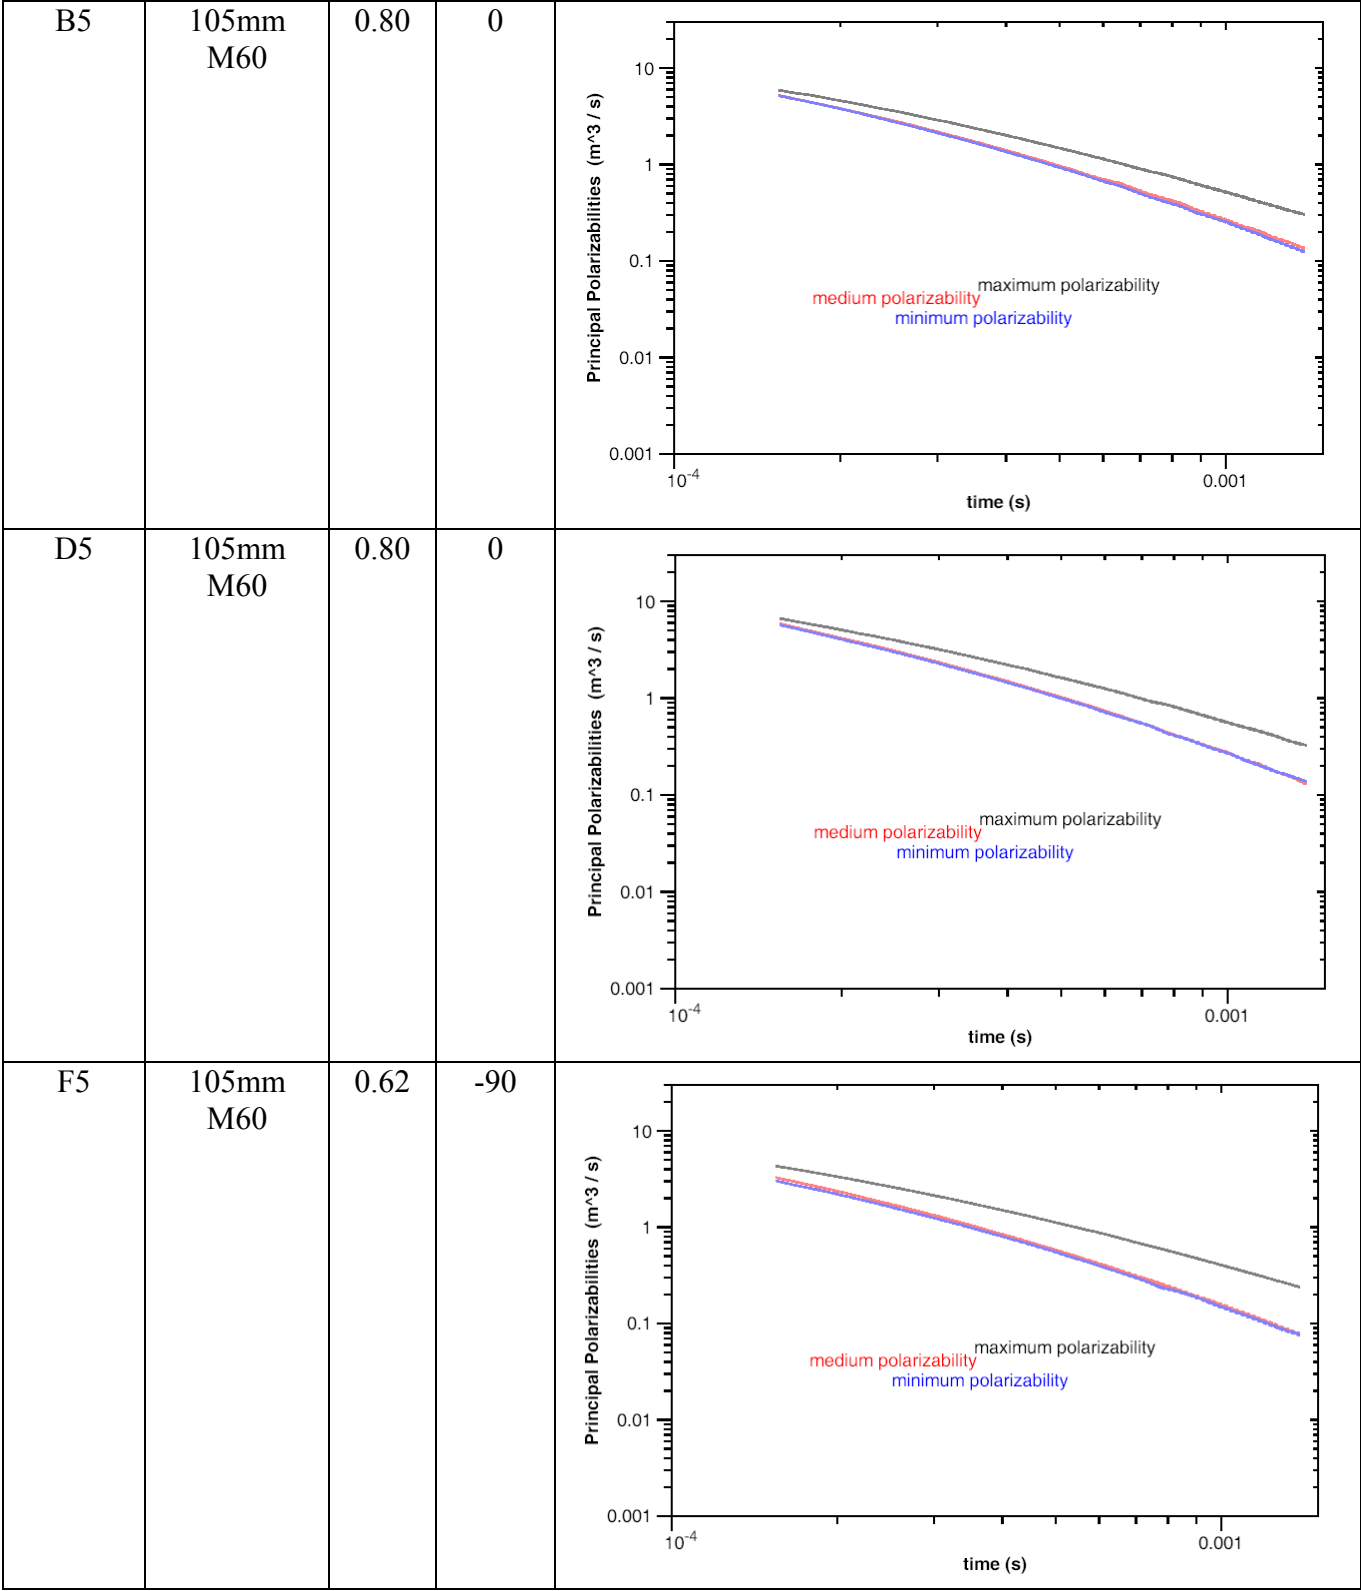 B5 105mm 0.80 0
M60
10
1
0.1
0.01
0.001
Principal Polarizabilities (m^3 / s)
maximum polarizability
medium polarizability
minimum polarizability
10-4 0.001
time (s)
D5 105mm 0.80 0
M60
10
1
0.1
0.01
0.001
Principal Polarizabilities (m^3 / s)
maximum polarizability
medium polarizability
minimum polarizability
10-4 0.001
time (s)
F5 105mm 0.62 -90
M60
10
1
0.1
0.01
0.001
Principal Polarizabilities (m^3 / s)
maximum polarizability
medium polarizability
minimum polarizability
10-4 0.001
time (s)